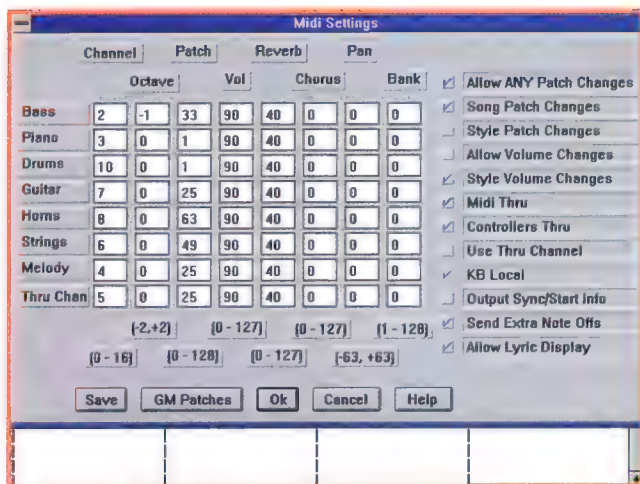 Midi Settings
Channel Patch Reverb Pan
Octave Vol Chorus Bank
Bass 2 -1 33 90 40 0 0 0
Piano 3 0 1 90 40 0 0 0
Drums 10 0 1 90 40 0 0 0
Guitar 7 0 25 90 40 0 0 0
Horns 8 0 63 90 40 0 0 0
Strings 6 0 49 90 40 0 0 0
Melody 4 0 25 90 40 0 0 0
Thru Chan 5 0 25 90 40 0 0 0
(-2,+2) (0 - 127) (0 - 127) (1 - 128)
(0 - 16) (0 - 128) (0 - 127) (-63, +63)
Allow ANY Patch Changes
Song Patch Changes
Style Patch Changes
Allow Volume Changes
Style Volume Changes
Midi Thru
Controllers Thru
Use Thru Channel
KB Local
Output Sync/Start Info
Send Extra Note Offs
Allow Lyric Display
Save GM Patches Ok Cancel Help